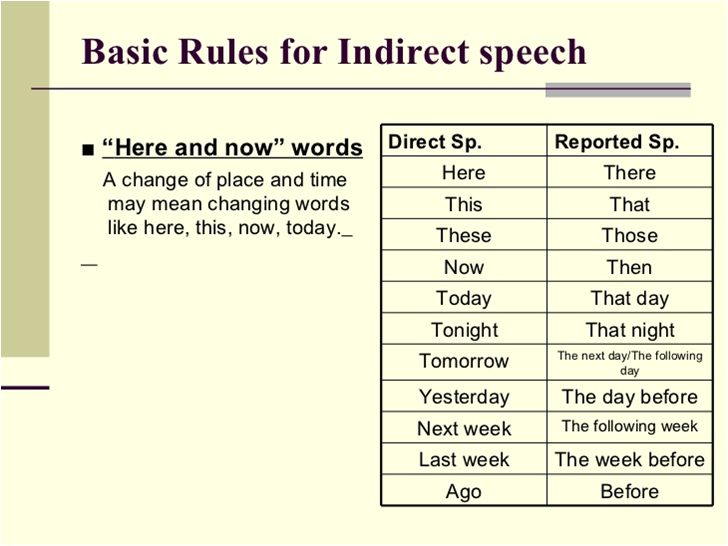 Basic Rules for Indirect speech
■ “Here and now” words
A change of place and time
may mean changing words
like here, this, now, today._
Direct Sp. Reported Sp.
Here There
This That
These Those
Now Then
Today That day
Tonight That night
Tomorrow The next day/The following
day
Yesterday The day before
Next week The following week
Last week The week before
Ago Before